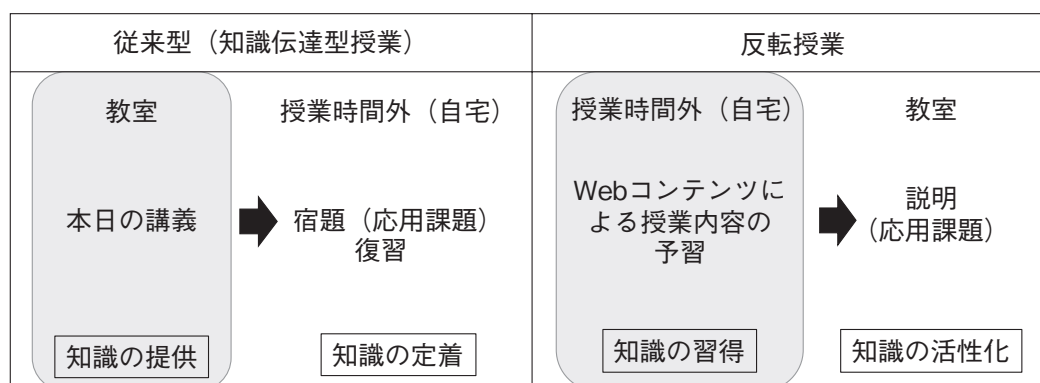 従来型（知識伝達型授業）
反転授業
教室
授業時間外（自宅）
授業時間外（自宅）
教室
本日の講義
宿題（応用課題）
復習
Webコンテンツに
よる授業内容の
予習
説明
（応用課題）
知識の提供
知識の定着
知識の習得
知識の活性化